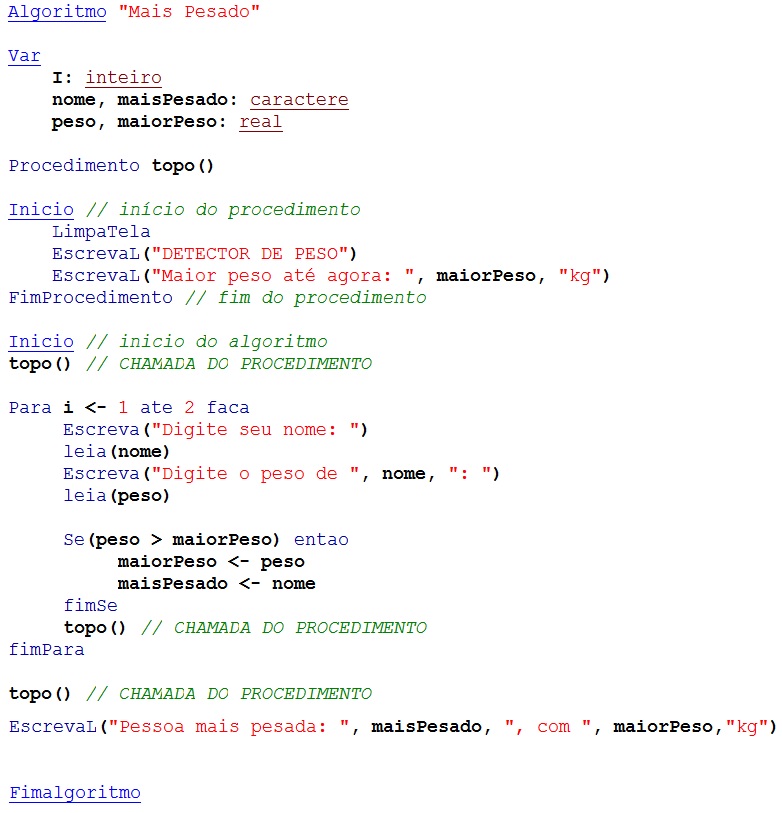 Algoritmo "Mais Pesado"
Var
I: inteiro
nome, maisPesado: caractere
peso, maiorPeso: real
Procedimento topo()
Inicio // início do procedimento
LimpaTela
EscrevaL("DETECTOR DE PESO")
EscrevaL("Maior peso até agora: ", maiorPeso, "kg")
FimProcedimento // fim do procedimento
Inicio // inicio do algoritmo
topo() // CHAMADA DO PROCEDIMENTO
Para i <- 1 ate 2 faca
Escreva("Digite seu nome: ")
leia(nome)
Escreva("Digite o peso de ", nome, ": ")
leia(peso)
Se(peso > maiorPeso) entao
maiorPeso <- peso
maisPesado <- nome
fimSe
topo() // CHAMADA DO PROCEDIMENTO
fimPara
topo() // CHAMADA DO PROCEDIMENTO
EscrevaL("Pessoa mais pesada: ", maisPesado, ", com ", maiorPeso,"kg")
Fimalgoritmo